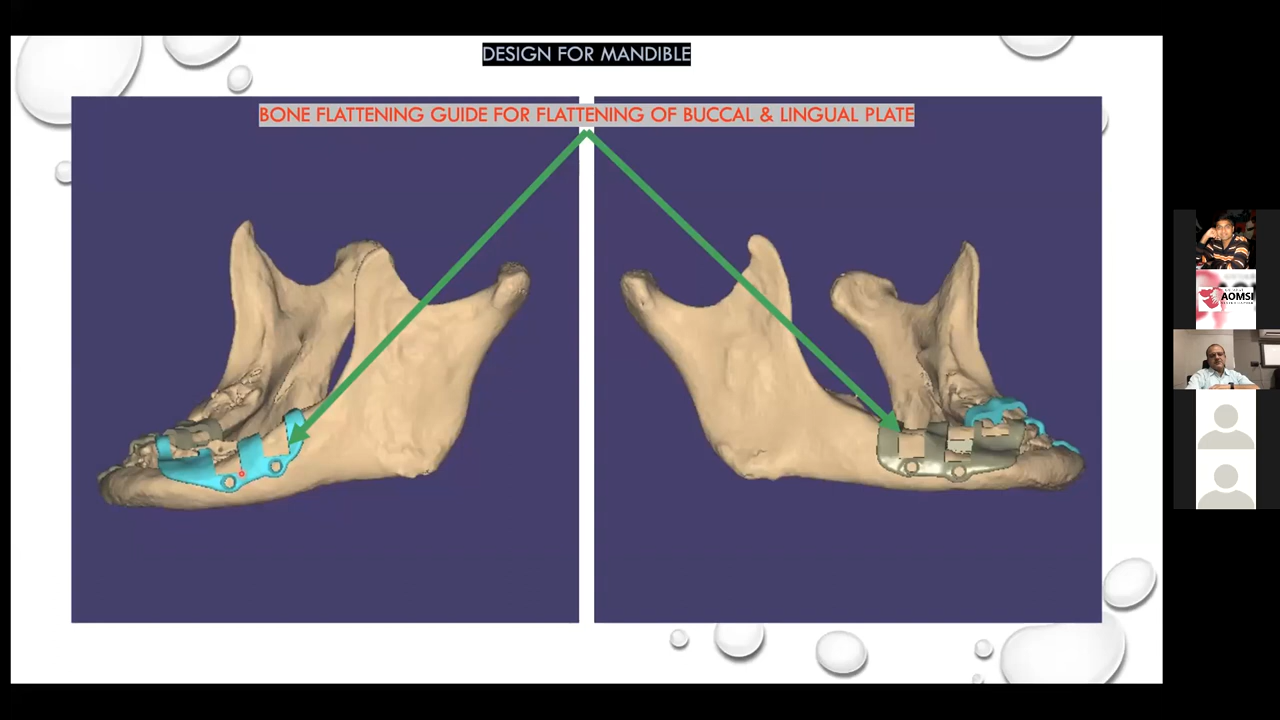 DESIGN FOR MANDIBLE
BONE FLATTENING GUIDE FOR FLATTENING OF BUCCAL & LINGUAL PLATE
AOMSI